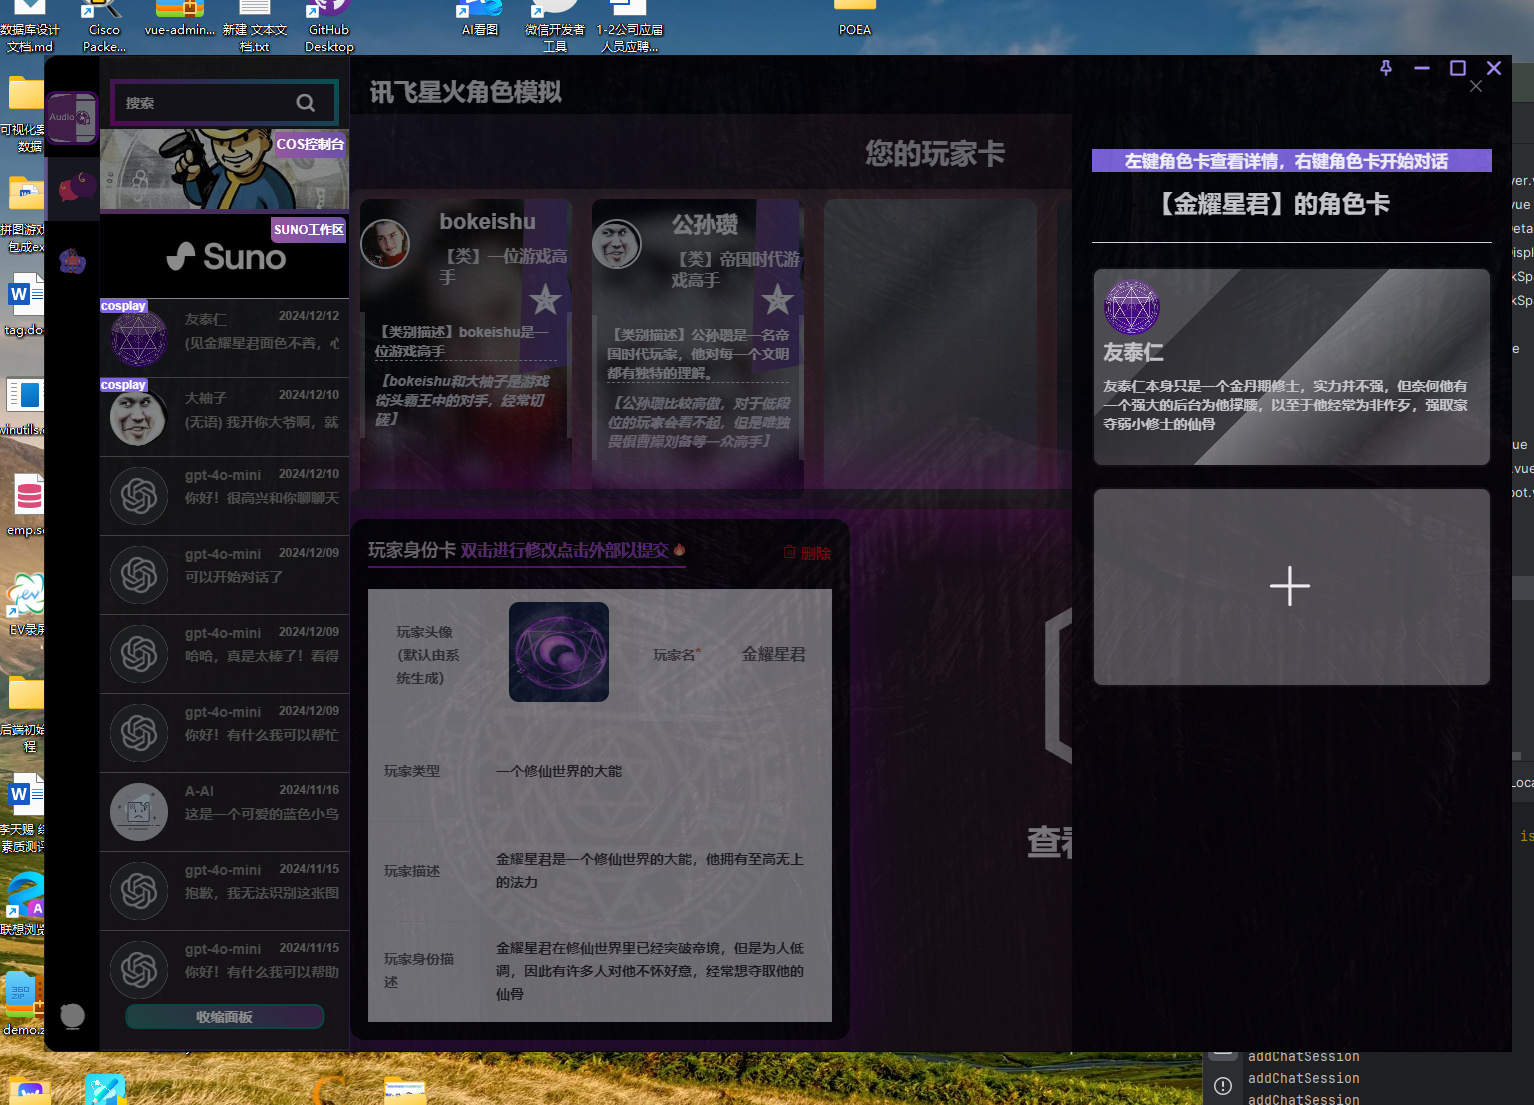 数据库设计
文档.md
Cisco
Packe...
vue-admin...
新建 文本文
档.txt
GitHub
Desktop
AI看图
微信开发者
工具
1-2公司应届
人员应聘...
POEA
可视化案
数据
拼图游戏
包成ex
tag.do
winutils.c
emp.sc
EV录屏
后端初始
程
李天赐 纟
素质测评
联想浏览
360
ZIP
demo.z
Audio
搜索
COS控制台
SUNO工作区
Suno
cosplay
友泰仁
2024/12/12
(见金耀星君面色不善，心
cosplay
大袖子
2024/12/10
(无语) 我开你大爷啊，就
gpt-4o-mini
2024/12/10
你好！很高兴和你聊聊天
gpt-4o-mini
2024/12/09
可以开始对话了
gpt-4o-mini
2024/12/09
哈哈，真是太棒了！看得
gpt-4o-mini
2024/12/09
你好！有什么我可以帮忙
A-AI
2024/11/16
这是一个可爱的蓝色小鸟
gpt-4o-mini
2024/11/15
抱歉，我无法识别这张图
gpt-4o-mini
2024/11/15
你好！有什么我可以帮助
收缩面板
讯飞星火角色模拟
您的玩家卡
bokeishu
【类】一位游戏高
手
【类别描述】bokeishu是一
位游戏高手
【bokeishu和大袖子是游戏
街头霸王中的对手，经常切
磋】
公孙瓒
【类】帝国时代游
戏高手
【类别描述】公孙瓒是一名帝
国时代玩家，他对每一个文明
都有独特的理解。
【公孙瓒比较高傲，对于低段
位的玩家会看不起，但是唯独
畏惧曹操刘备等一众高手】
玩家身份卡 双击进行修改点击外部以提交
删除
玩家头像
(默认由系
统生成)
玩家名*
金耀星君
玩家类型
一个修仙世界的大能
玩家描述
金耀星君是一个修仙世界的大能，他拥有至高无上
的法力
玩家身份描
述
金耀星君在修仙世界里已经突破帝境，但是为人低
调，因此有许多人对他不怀好意，经常想夺取他的
仙骨
查看
左键角色卡查看详情，右键角色卡开始对话
【金耀星君】的角色卡
友泰仁
友泰仁本身只是一个金丹期修士，实力并不强，但奈何他有
一个强大的后台为他撑腰，以至于他经常为非作歹，强取豪
夺弱小修士的仙骨
ver.v
vue
Deta
Displ
kSpa
kSpa
e
ue
.vue
bot.v
Loca
is
addChatSession
addChatSession
addChatSession